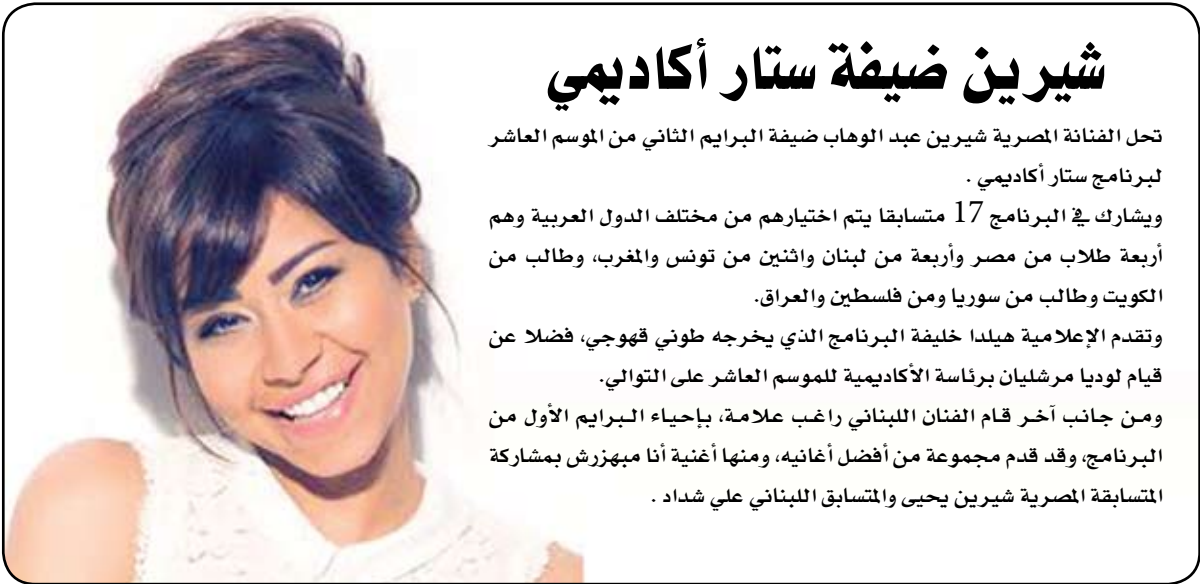 شيرين ضيفة ستار أكاديمي
تحل الفنانة المصرية شيرين عبد الوهاب ضيفة البرايم الثاني من الموسم العاشر
لبرنامج ستار أكاديمي .
ويشارك في البرنامج 17 متسابقا يتم اختيارهم من مختلف الدول العربية وهم
أربعة طلاب من مصر وأربعة من لبنان واثنين من تونس والمغرب، وطالب من
الكويت وطالب من سوريا ومن فلسطين والعراق.
وتقدم الإعلامية هيلدا خليفة البرنامج الذي يخرجه طوني قهوجي، فضلا عن
قيام لوديا مرشليان برئاسة الأكاديمية للموسم العاشر على التوالي.
ومن جانب آخر قام الفنان اللبناني راغب علامة، بإحياء البرايم الأول من
البرنامج، وقد قدم مجموعة من أفضل أغانيه، ومنها أغنية أنا مبهزرش بمشاركة
المتسابقة المصرية شيرين يحيى والمتسابق اللبناني علي شداد .